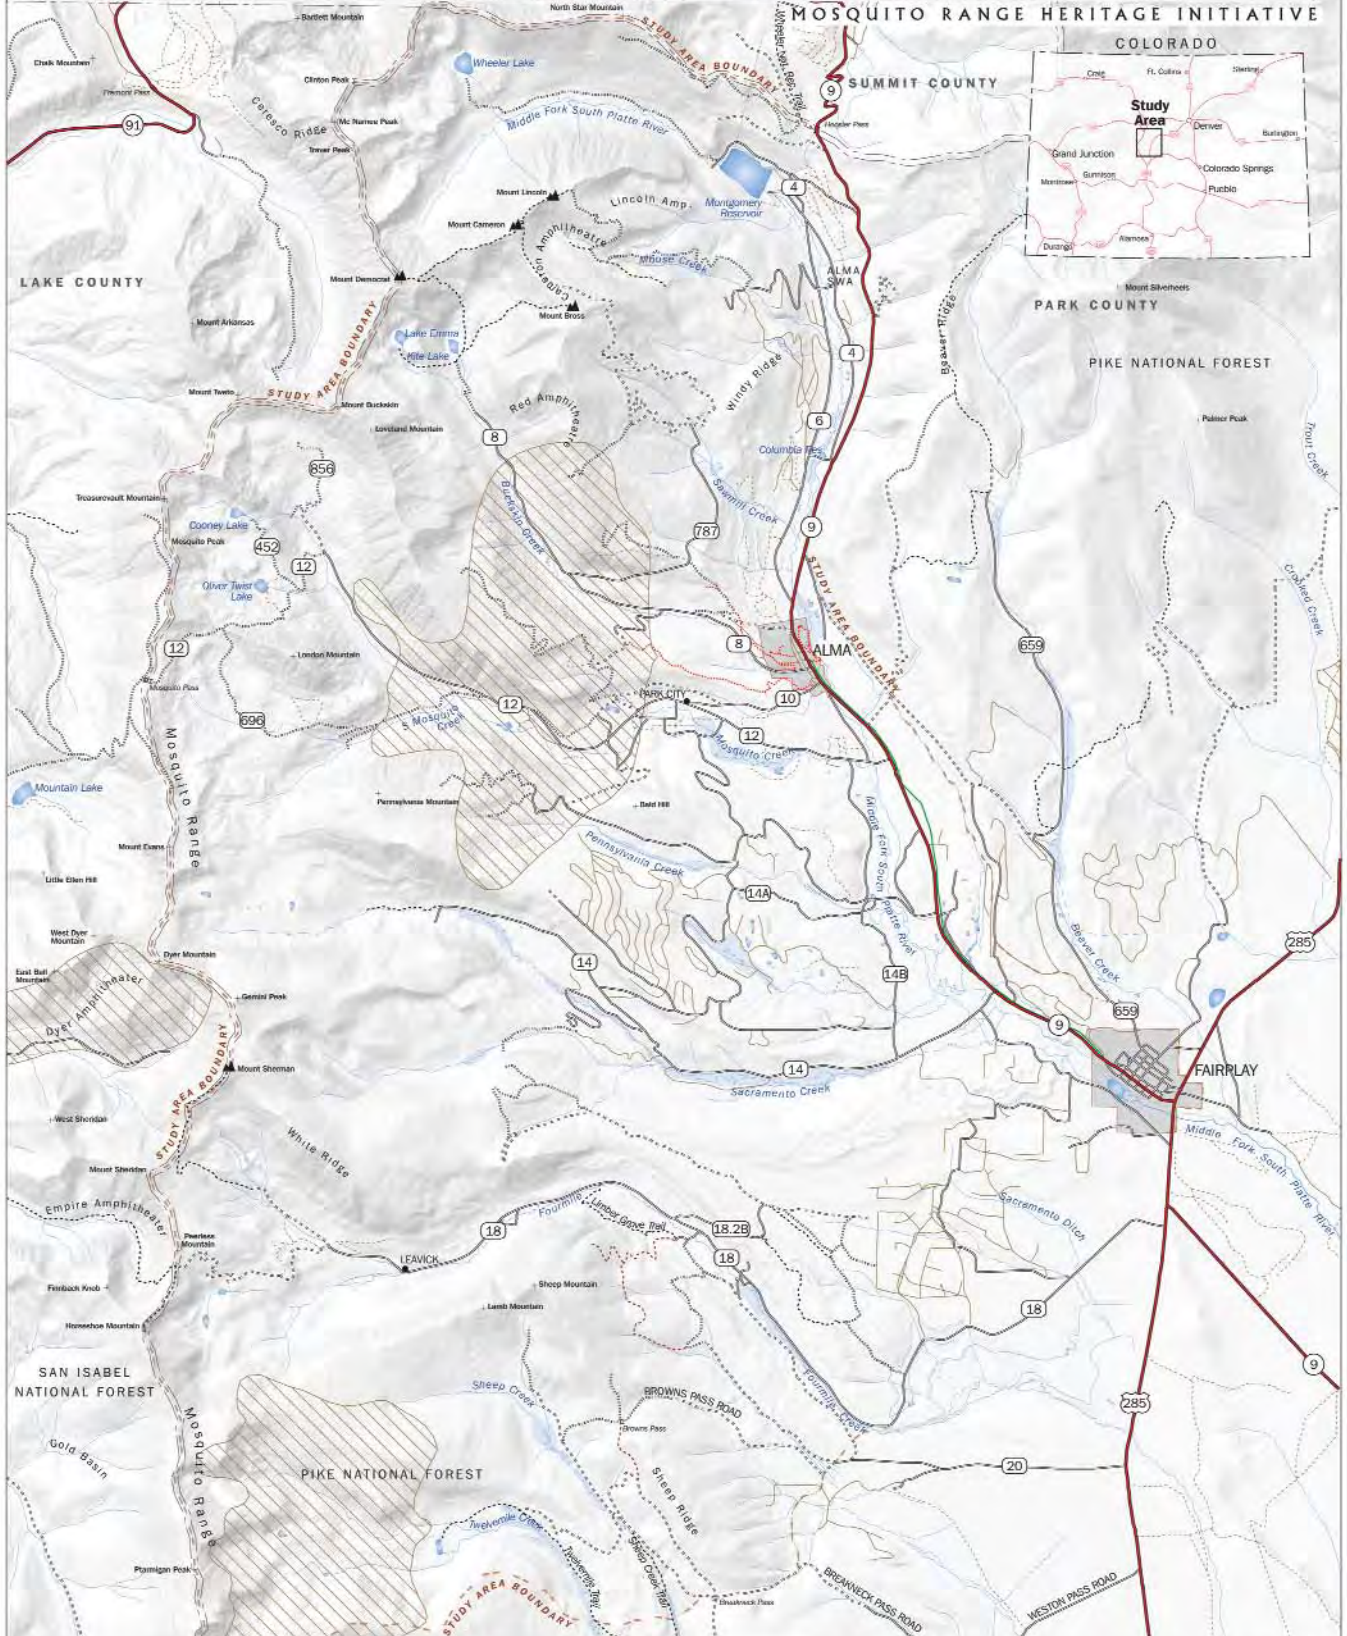 MOSQUITO RANGE HERITAGE INITIATIVE
North Star Mountain
Bartlett Mountain
COLORADO
Chalk Mountain
Wheeler Lake
STUDY AREA BOUNDARY
SUMMIT COUNTY
Craig
Ft. Collins
Sterling
Clinton Peak
Fremont Pass
9
Study
Area
Ceresco Ridge
Middle Fork South Platte River
Mc Namee Peak
Hoosier Pass
91
Denver
Burlington
Traver Peak
Grand Junction
Colorado Springs
Montrose
Gunnison
Pueblo
Mount Lincoln
Lincoln Amp.
4
Montgomery
Reservoir
Mount Cameron
Cameron Amphitheatre
Durango
Alamosa
LAKE COUNTY
Mount Democrat
Mouse Creek
ALMA
SWA
Mount Silverheels
PARK COUNTY
Mount Bross
Mount Arkansas
Lake Emma
Kite Lake
STUDY AREA BOUNDARY
4
Beaver Ridge
PIKE NATIONAL FOREST
Windy Ridge
Mount Tweto
Mount Buckskin
Red Amphitheatre
Loveland Mountain
8
6
Palmer Peak
Trout Creek
Columbia Res.
856
Buckskin Creek
Sawmill Creek
Treasurevault Mountain
Cooney Lake
787
9
Mosquito Peak
452
12
Oliver Twist
Lake
STUDY AREA BOUNDARY
Crooked Creek
12
8
ALMA
659
London Mountain
Mosquito Pass
PARK CITY
10
696
S Mosquito
Creek
12
12
Mosquito Creek
Mosquito Range
Mountain Lake
Pennsylvania Mountain
Bald Hill
Middle Fork South Platte River
Mount Evans
Pennsylvania Creek
Little Ellen Hill
14A
West Dyer
Mountain
Dyer Mountain
Beaver Creek
285
East Ball
Mountain
14
14B
Dyer Amphitheater
Gemini Peak
659
9
Mount Sherman
14
FAIRPLAY
Sacramento Creek
STUDY AREA BOUNDARY
West Sheridan
White Ridge
Middle Fork South Platte River
Mount Sheridan
Empire Amphitheater
Fourmile
Limber Grove Trail
Sacramento Ditch
18
18.2B
Peerless
Mountain
LEAVICK
18
Finnback Knob
Sheep Mountain
Lamb Mountain
18
Horseshoe Mountain
9
SAN ISABEL
NATIONAL FOREST
Sheep Creek
BROWNS PASS ROAD
Fourmile Creek
285
Mosquito Range
Browns Pass
Gold Basin
PIKE NATIONAL FOREST
20
Sheep Ridge
Twelvemile Creek
Ptarmigan Peak
Twelvemile Trail
Sheep Creek Trail
STUDY AREA BOUNDARY
Breakneck Pass
BREAKNECK PASS ROAD
WESTON PASS ROAD